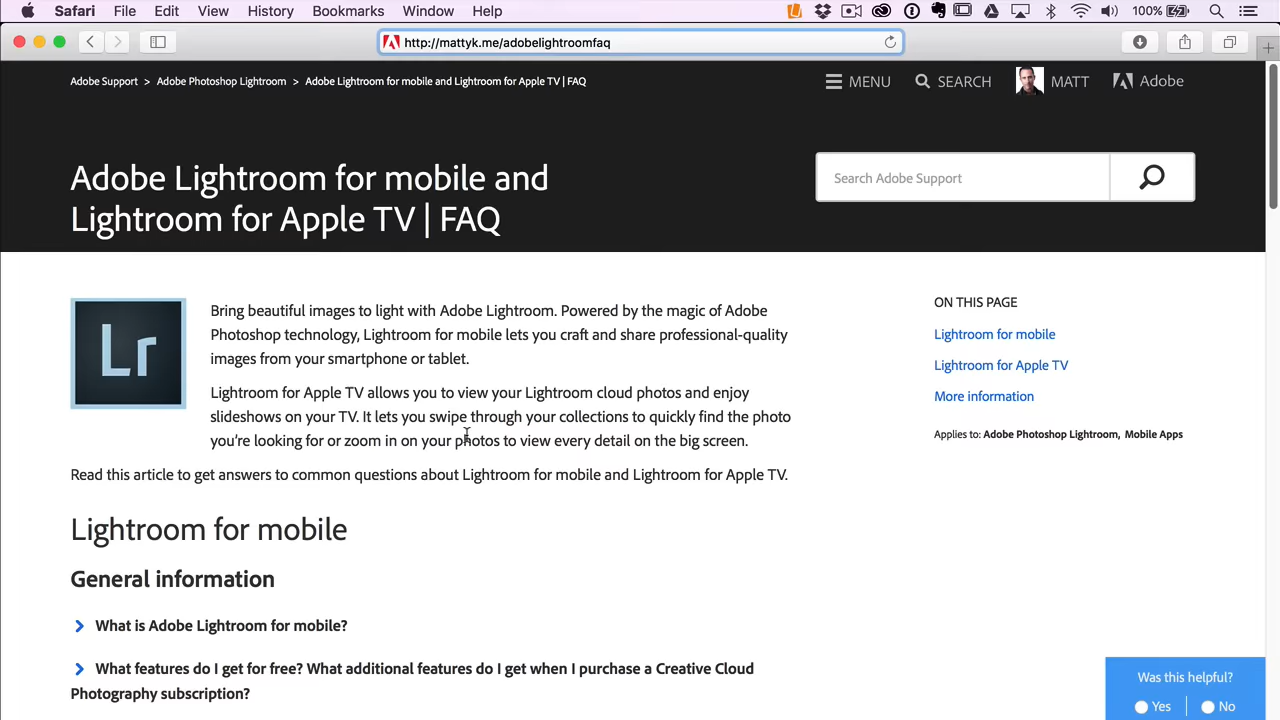 Safari File Edit View History Bookmarks Window Help 100%
http://mattyk.me/adobelightroomfaq
Adobe Support > Adobe Photoshop Lightroom > Adobe Lightroom for mobile and Lightroom for Apple TV | FAQ
MENU SEARCH MATT Adobe
Adobe Lightroom for mobile and
Lightroom for Apple TV | FAQ
Search Adobe Support
Lr
Bring beautiful images to light with Adobe Lightroom. Powered by the magic of Adobe
Photoshop technology, Lightroom for mobile lets you craft and share professional-quality
images from your smartphone or tablet.
Lightroom for Apple TV allows you to view your Lightroom cloud photos and enjoy
slideshows on your TV. It lets you swipe through your collections to quickly find the photo
you're looking for or zoom in on your photos to view every detail on the big screen.
Read this article to get answers to common questions about Lightroom for mobile and Lightroom for Apple TV.
ON THIS PAGE
Lightroom for mobile
Lightroom for Apple TV
More information
Applies to: Adobe Photoshop Lightroom, Mobile Apps
Lightroom for mobile
General information
What is Adobe Lightroom for mobile?
What features do I get for free? What additional features do I get when I purchase a Creative Cloud
Photography subscription?
Was this helpful?
Yes No